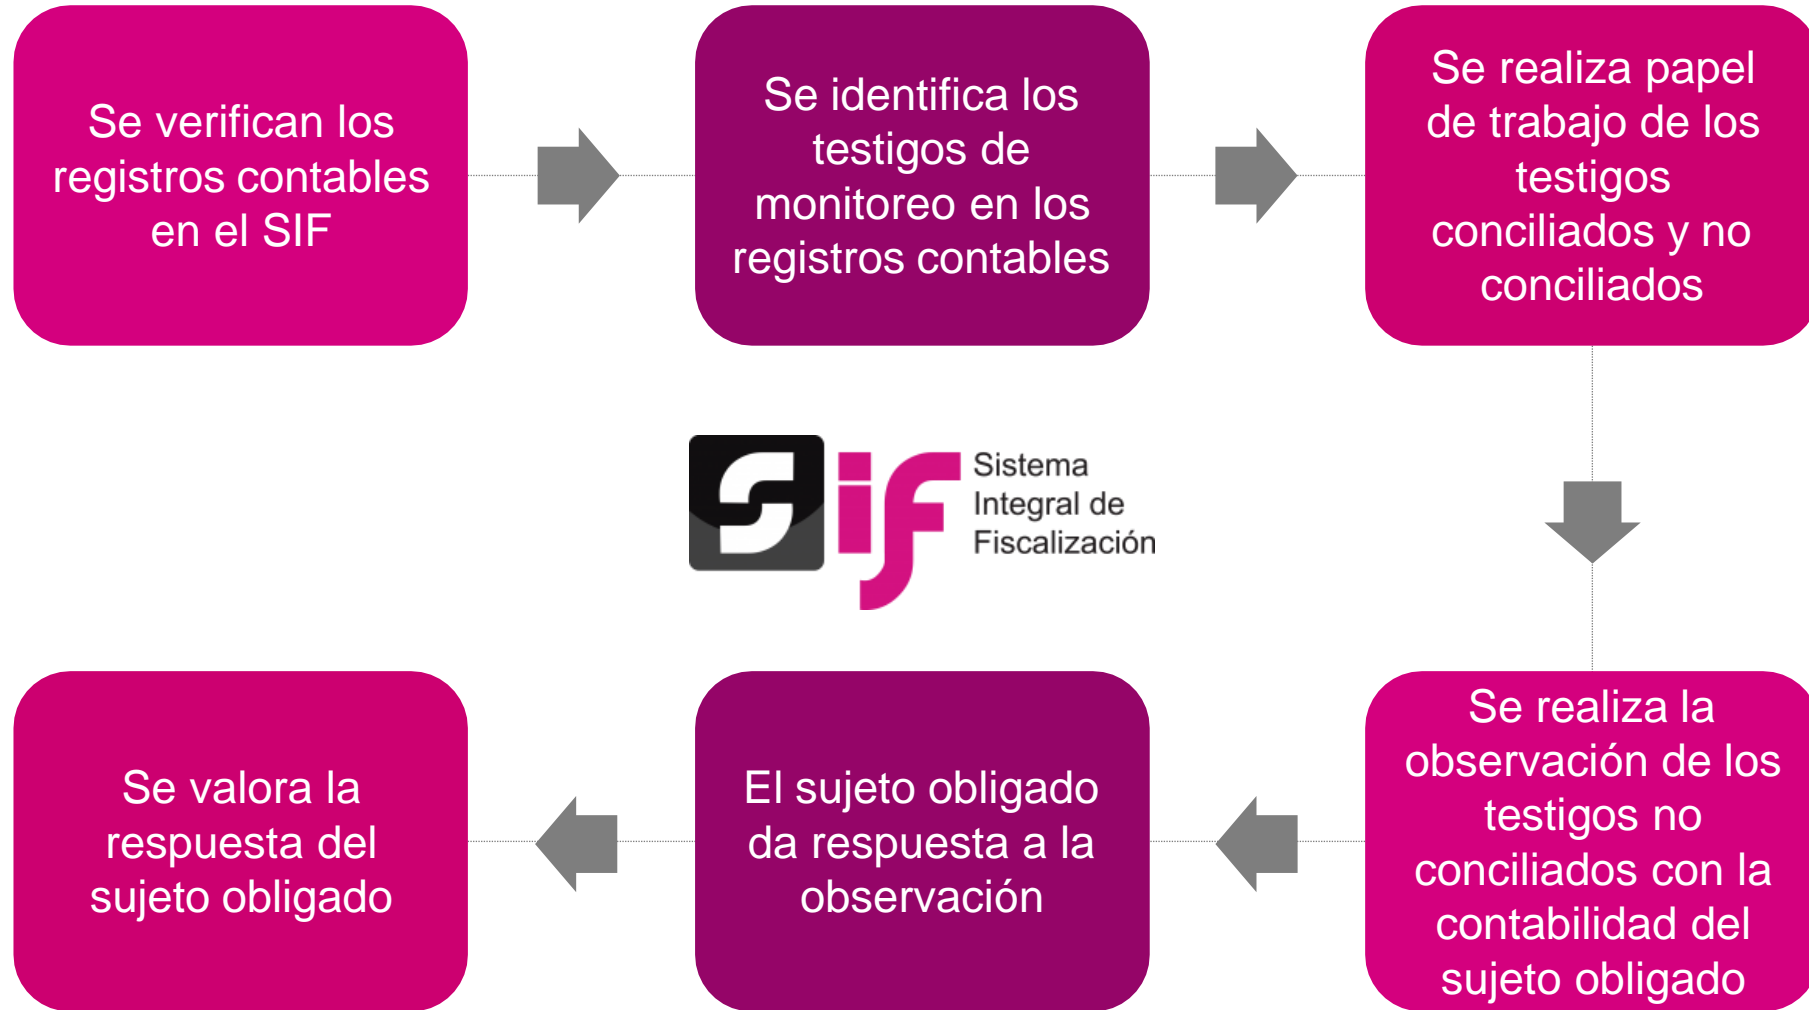 Se verifican los
registros contables
en el SIF
Se identifica los
testigos de
monitoreo en los
registros contables
Se realiza papel
de trabajo de los
testigos
conciliados y no
conciliados
Sif
Sistema
Integral de
Fiscalización
Se realiza la
observación de los
testigos no
conciliados con la
contabilidad del
sujeto obligado
El sujeto obligado
da respuesta a la
observación
Se valora la
respuesta del
sujeto obligado